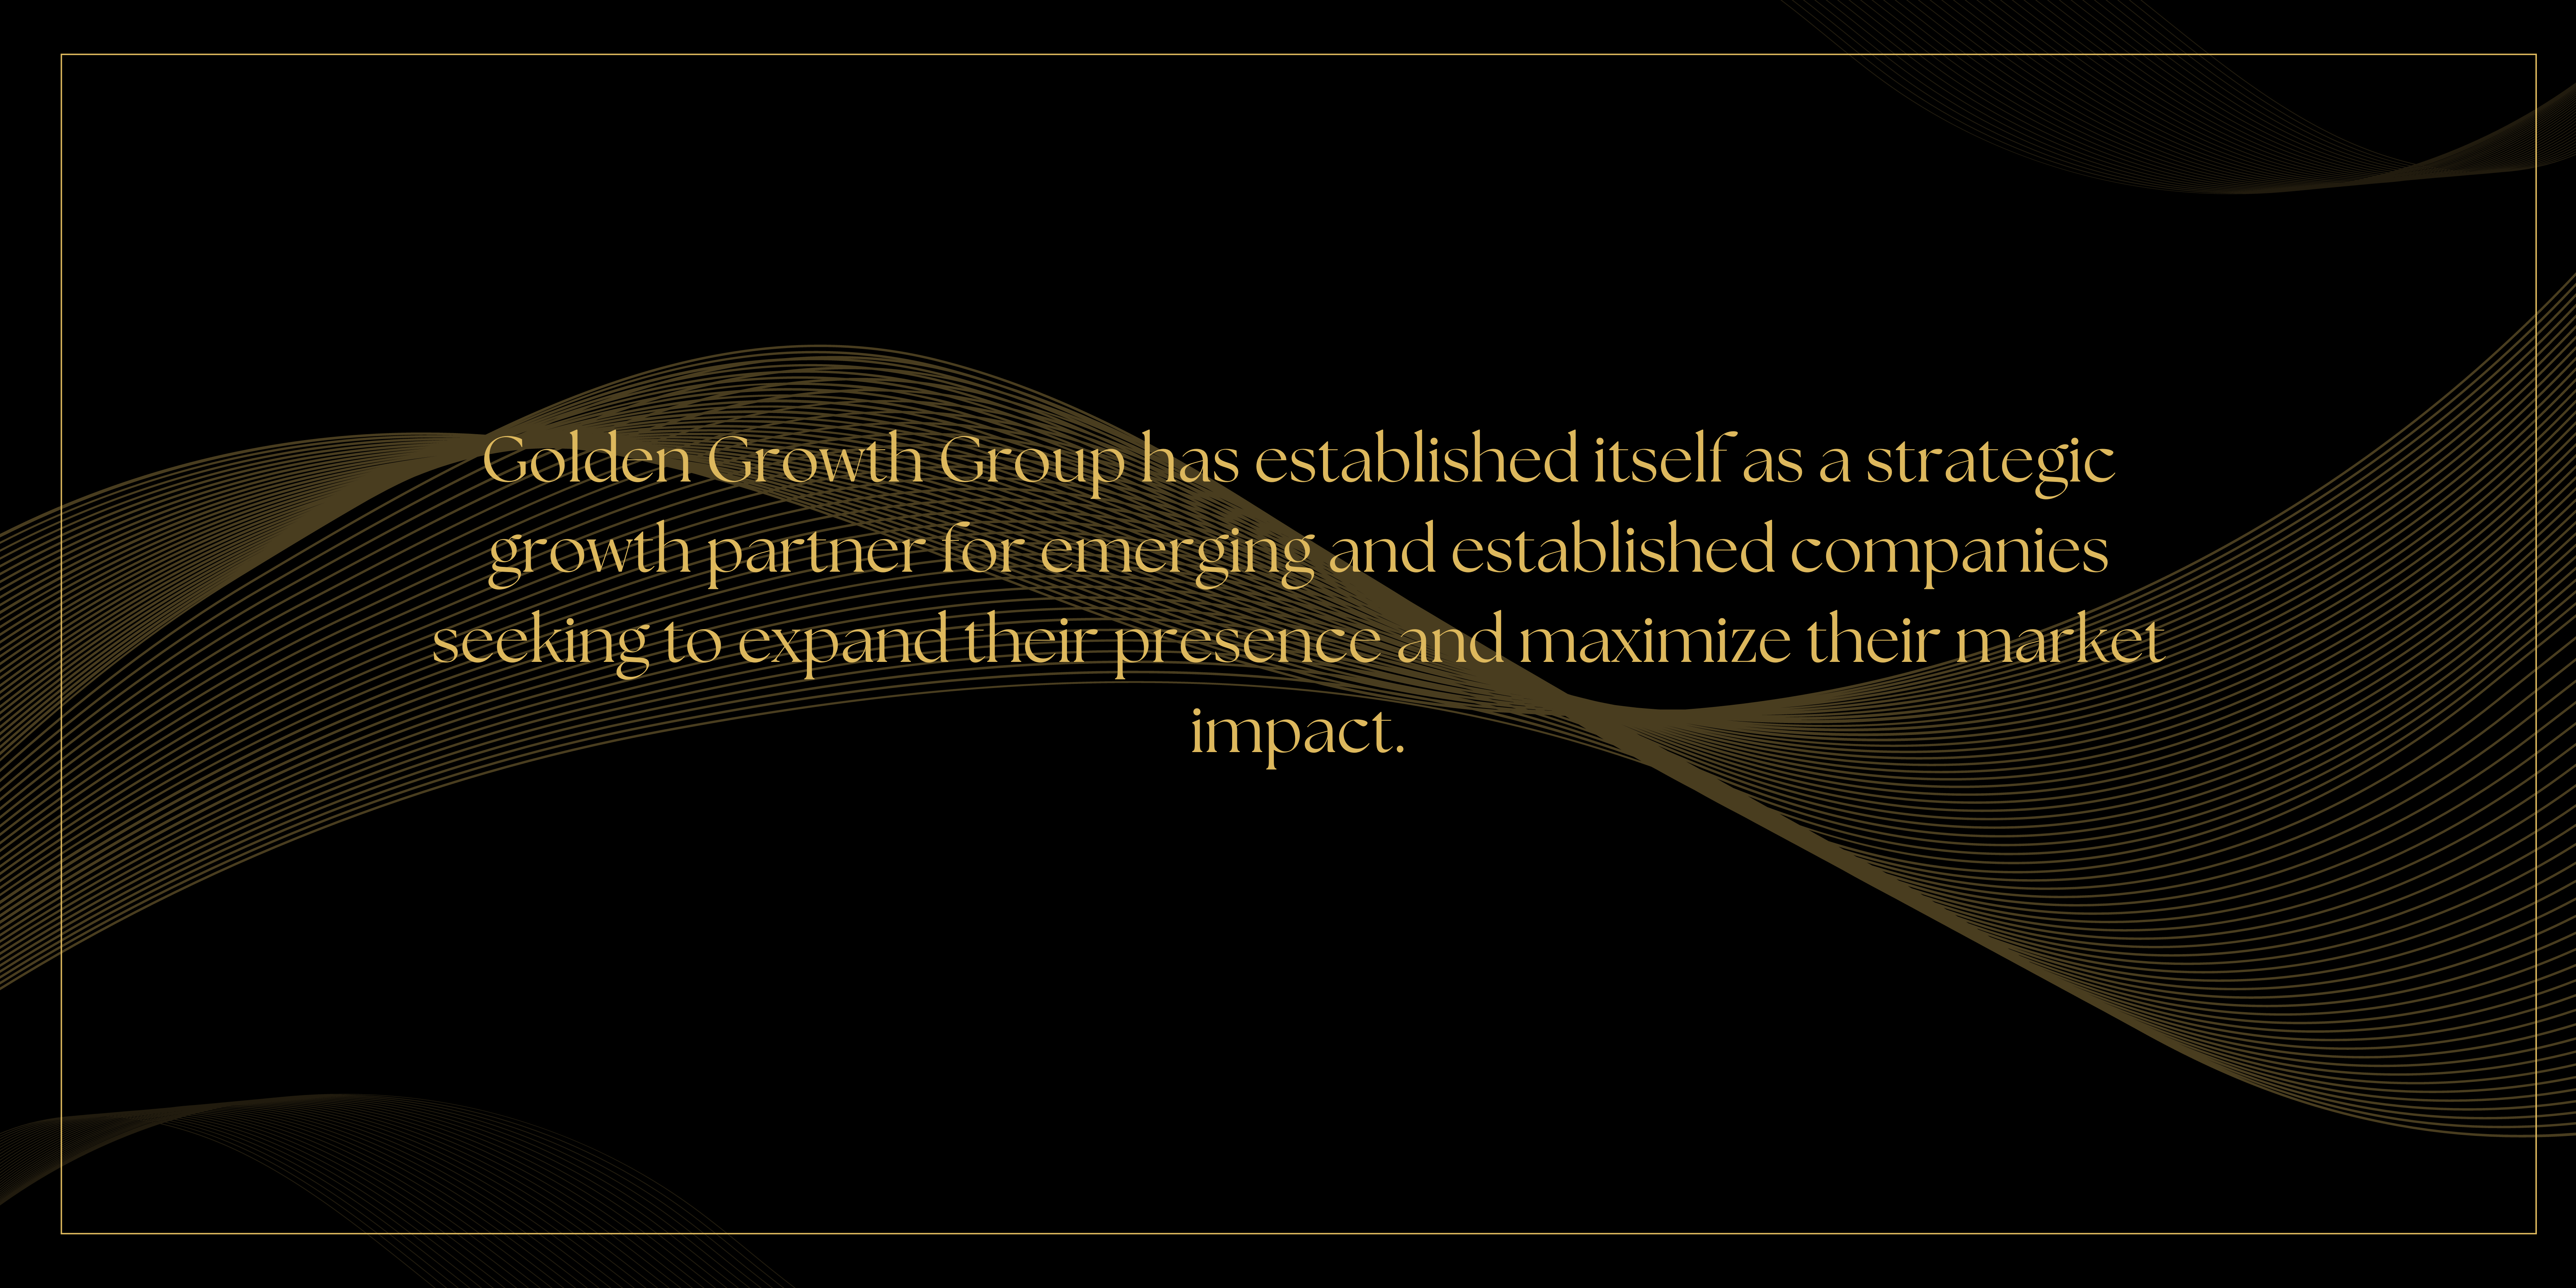 Golden Growth Group has established itself as a strategic
growth partner for emerging and established companies
seeking to expand their presence and maximize their market
impact.